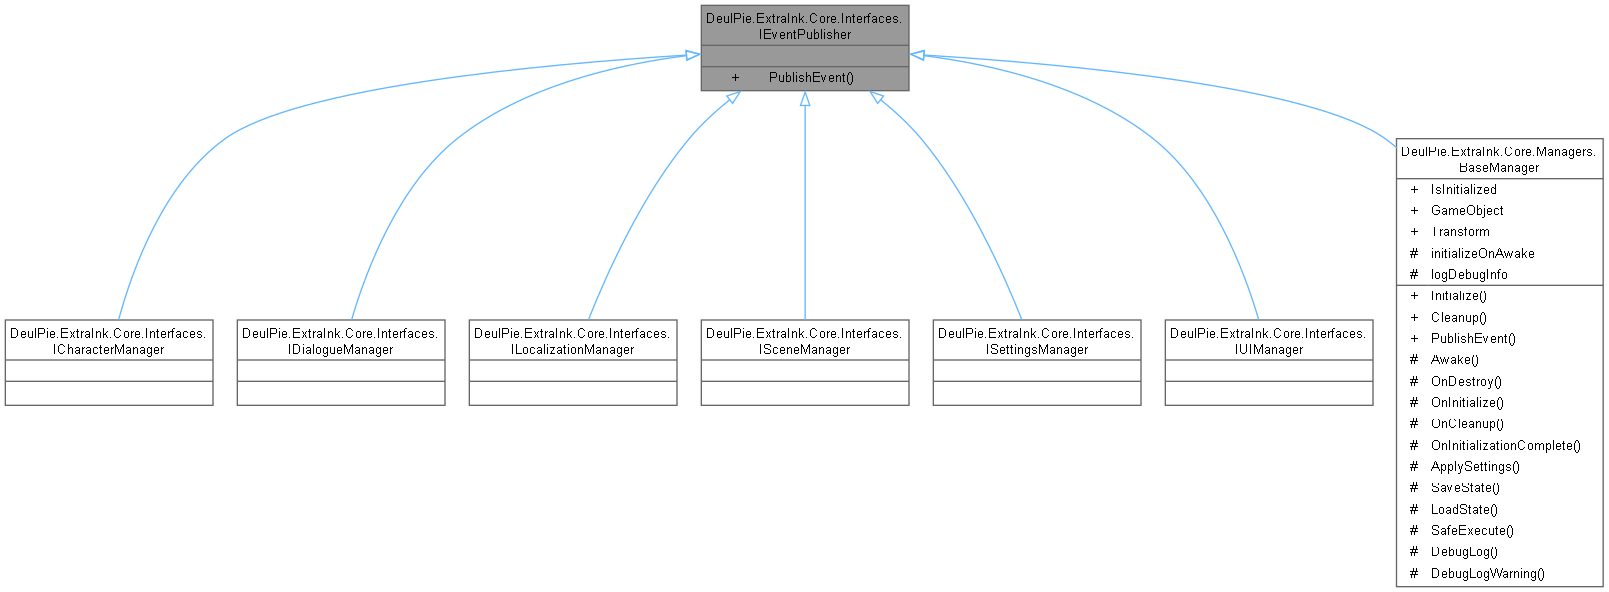 DeulPie.ExtraInk.Core.Interfaces.
IEventPublisher
+ PublishEvent()
DeulPie.ExtraInk.Core.Interfaces.
ICharacterManager
DeulPie.ExtraInk.Core.Interfaces.
IDialogueManager
DeulPie.ExtraInk.Core.Interfaces.
ILocalizationManager
DeulPie.ExtraInk.Core.Interfaces.
ISceneManager
DeulPie.ExtraInk.Core.Interfaces.
ISettingsManager
DeulPie.ExtraInk.Core.Interfaces.
IUIManager
DeulPie.ExtraInk.Core.Managers.
BaseManager
+ IsInitialized
+ GameObject
+ Transform
# initializeOnAwake
# logDebugInfo
+ Initialize()
+ Cleanup()
+ PublishEvent()
# Awake()
# OnDestroy()
# OnInitialize()
# OnCleanup()
# OnInitializationComplete()
# ApplySettings()
# SaveState()
# LoadState()
# SafeExecute()
# DebugLog()
# DebugLogWarning()